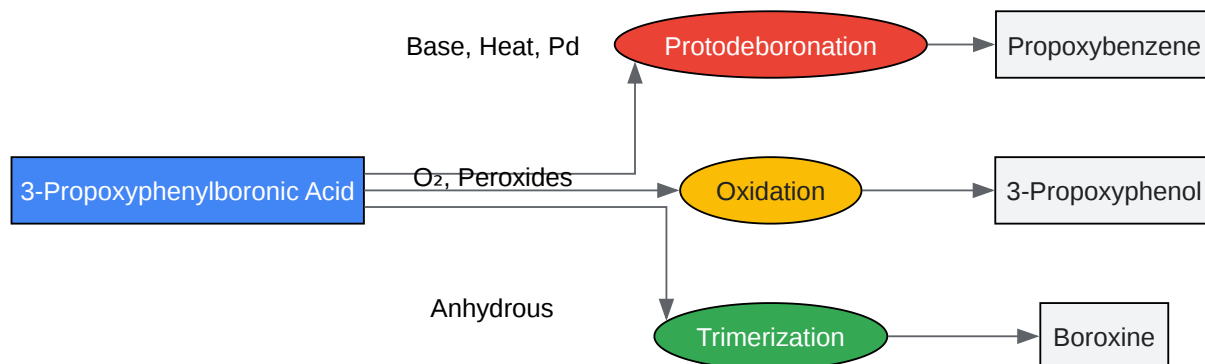 Base, Heat, Pd
Protodeboronation
Propoxybenzene
3-Propoxyphenylboronic Acid
O₂, Peroxides
Oxidation
3-Propoxyphenol
Anhydrous
Trimerization
Boroxine